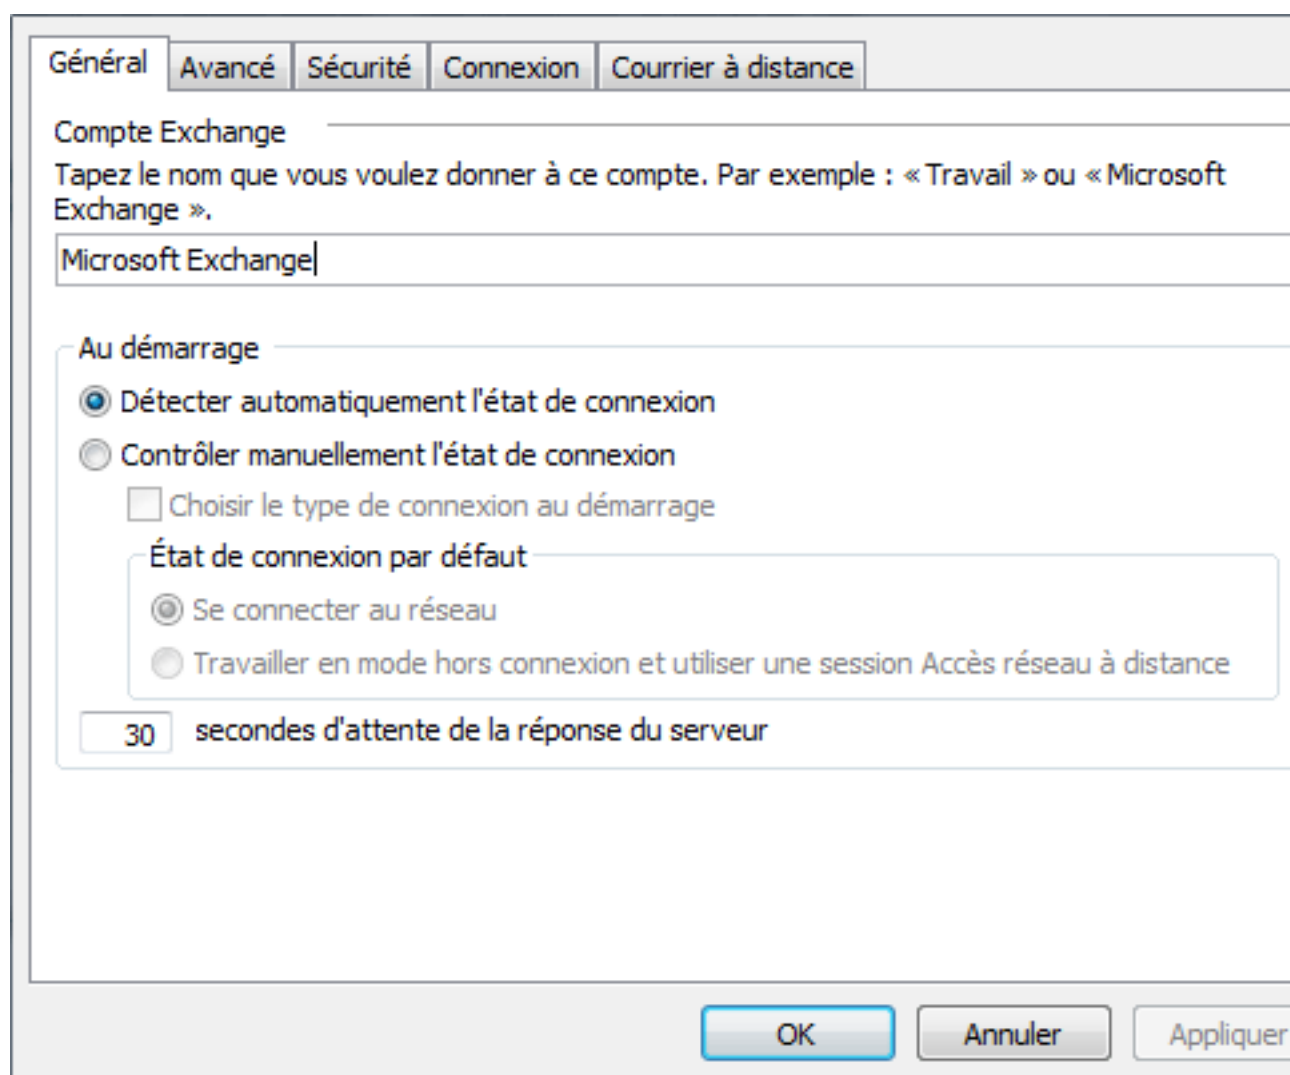 Général Avancé Sécurité Connexion Courrier à distance
Compte Exchange
Tapez le nom que vous voulez donner à ce compte. Par exemple : « Travail » ou « Microsoft
Exchange ».
Microsoft Exchange
Au démarrage
Détecter automatiquement l'état de connexion
Contrôler manuellement l'état de connexion
Choisir le type de connexion au démarrage
État de connexion par défaut
Se connecter au réseau
Travailler en mode hors connexion et utiliser une session Accès réseau à distance
30 secondes d'attente de la réponse du serveur
OK Annuler Appliquer